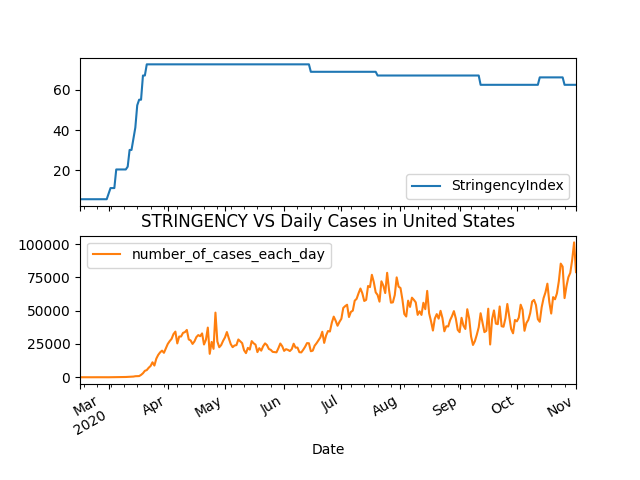 60
40
20
StringencyIndex
STRINGENCY VS Daily Cases in United States
100000
75000
50000
25000
0
number_of_cases_each_day
Mar
2020
Apr
May
Jun
Jul
Aug
Sep
Oct
Nov
Date